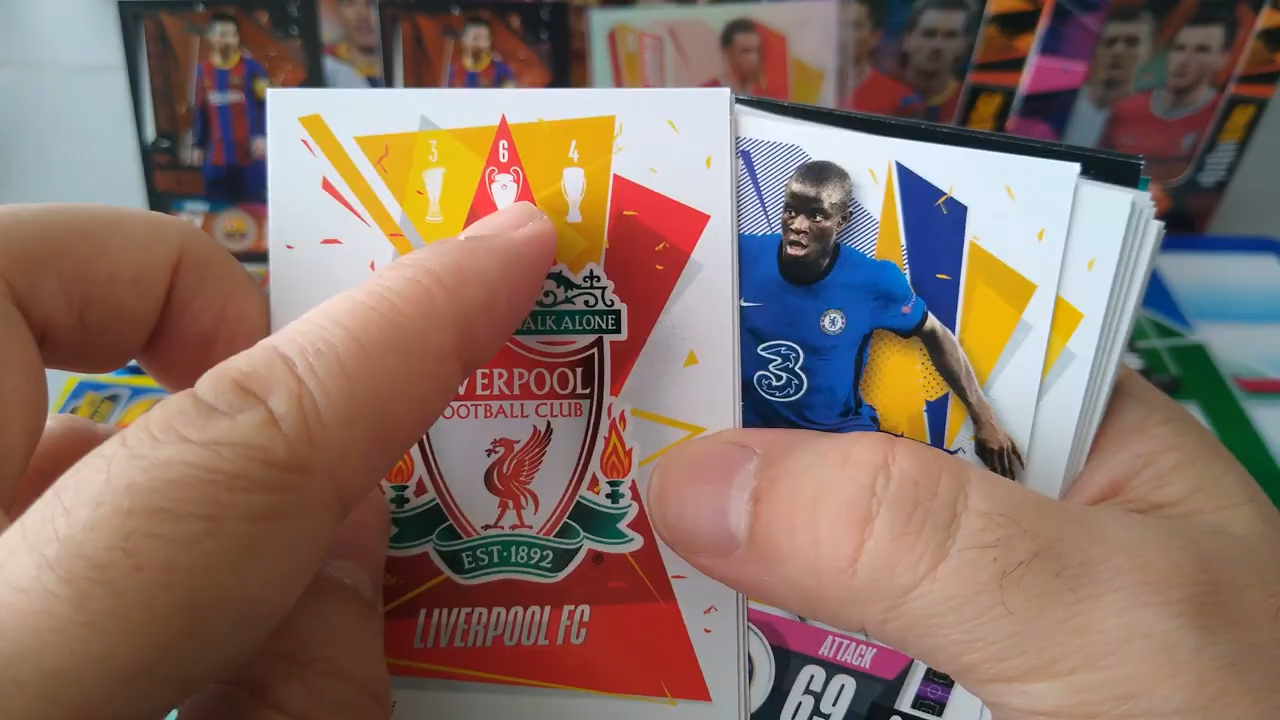 3 6 4
ALK ALONE
VERPOOL
OOTBALL CLUB
EST·1892
LIVERPOOL FC
3
ATTACK
69